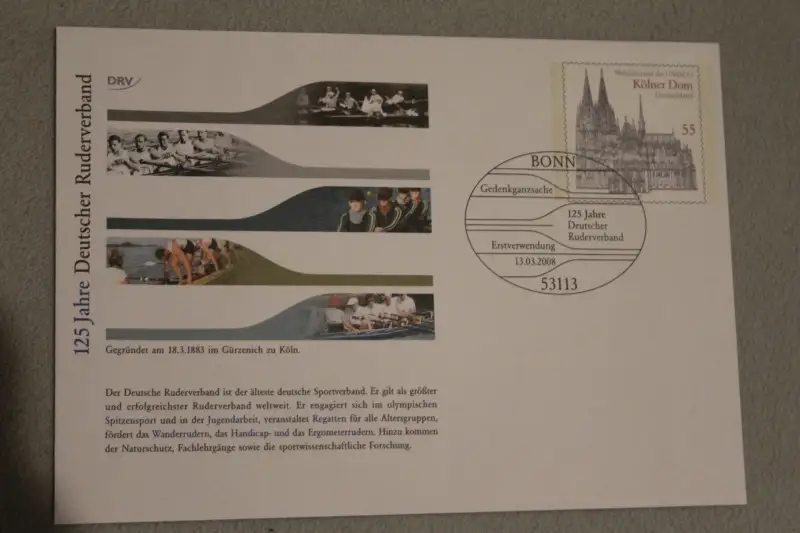 125 Jahre Deutscher Ruderverband
DRV
Gegründet am 18.3.1883 im Gürzenich zu Köln.
Der Deutsche Ruderverband ist der älteste deutsche Sportverband. Er gilt als größter
und erfolgreichster Ruderverband weltweit. Er engagiert sich im olympischen
Spitzensport und in der Jugendarbeit, veranstaltet Regatten für alle Altersgruppen,
fördert das Wanderrudern, das Handicap- und das Ergometerrudern. Hinzu kommen
der Naturschutz, Fachlehrgänge sowie die sportwissenschaftliche Forschung.
Kölner Dom
Deutschland
55
BONN
Gedenkganzsache
125 Jahre
Deutscher
Ruderverband
Erstverwendung
13.03.2008
53113